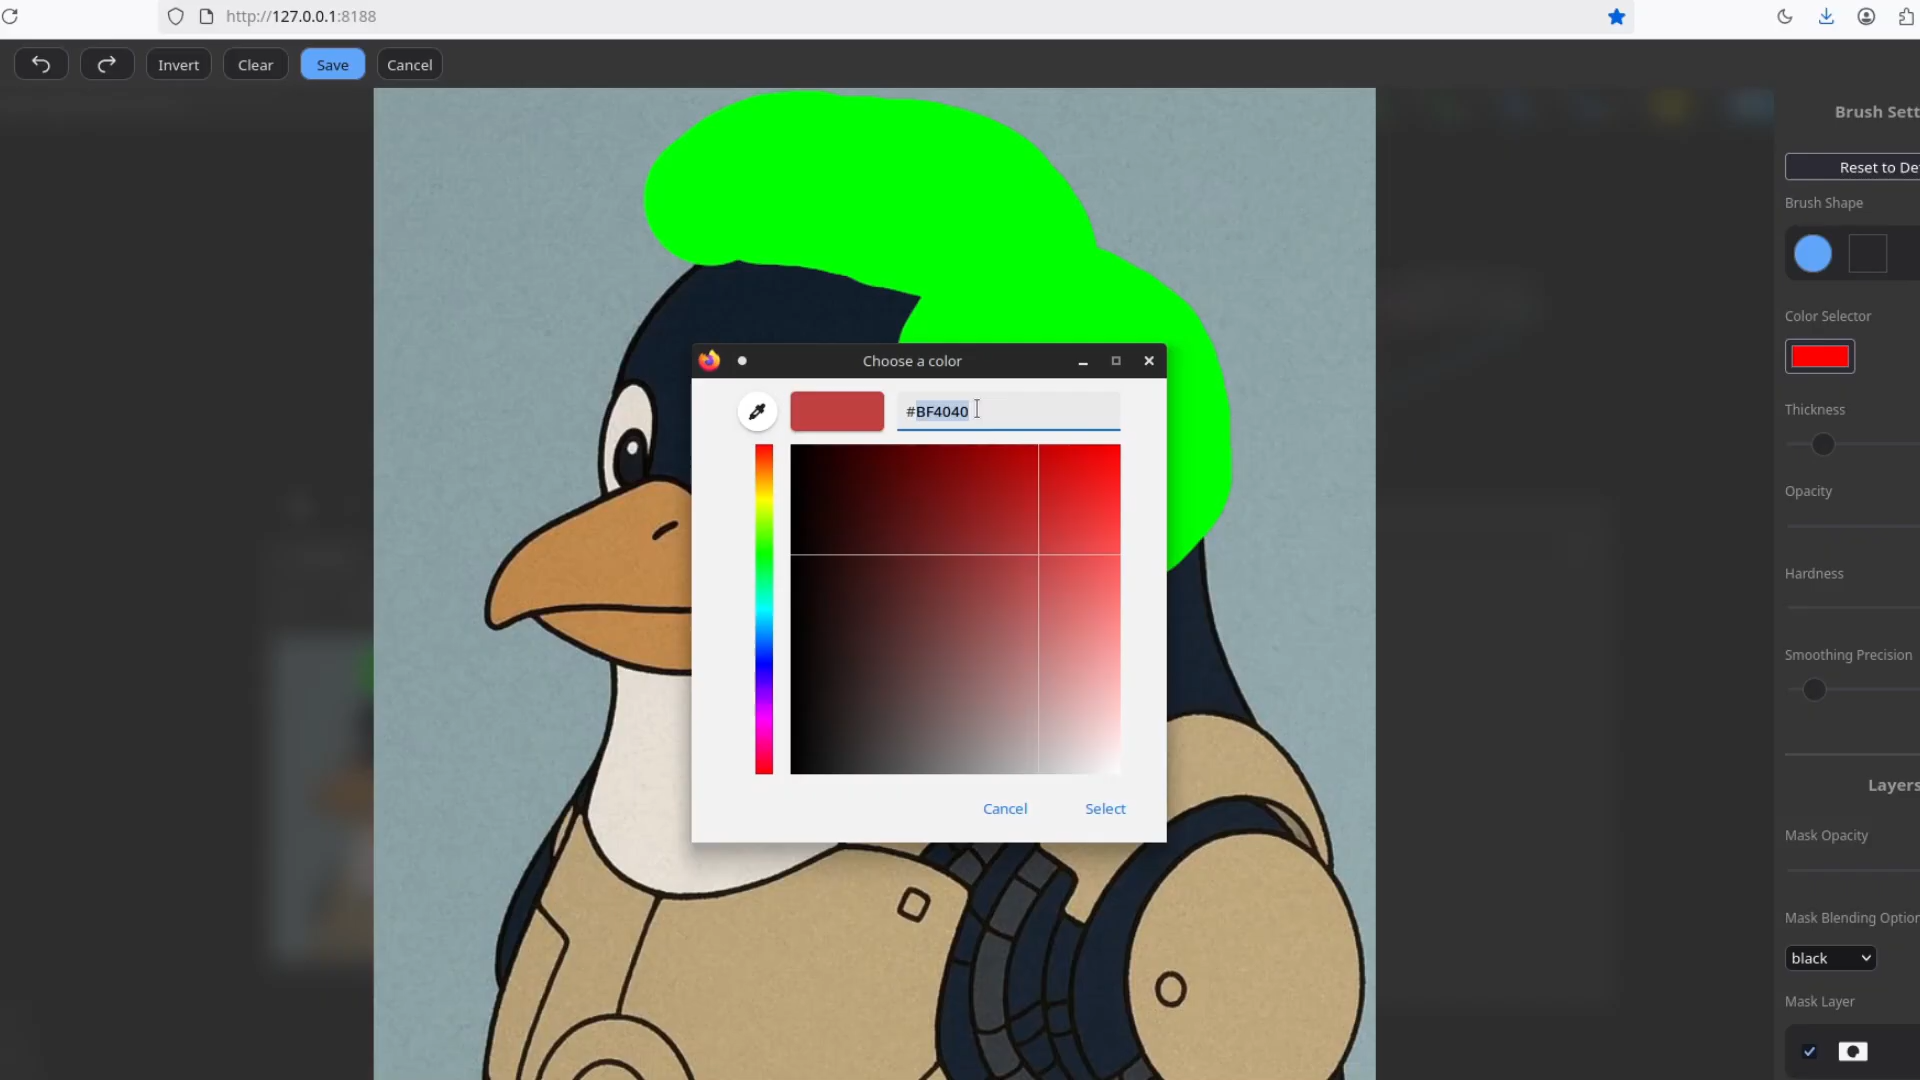 http://127.0.0.1:8188
Invert
Clear
Save
Cancel
Brush Sett
Reset to De
Brush Shape
Color Selector
Choose a color
#BF4040
Thickness
Opacity
Hardness
Smoothing Precision
Cancel
Select
Layers
Mask Opacity
Mask Blending Option
black
Mask Layer